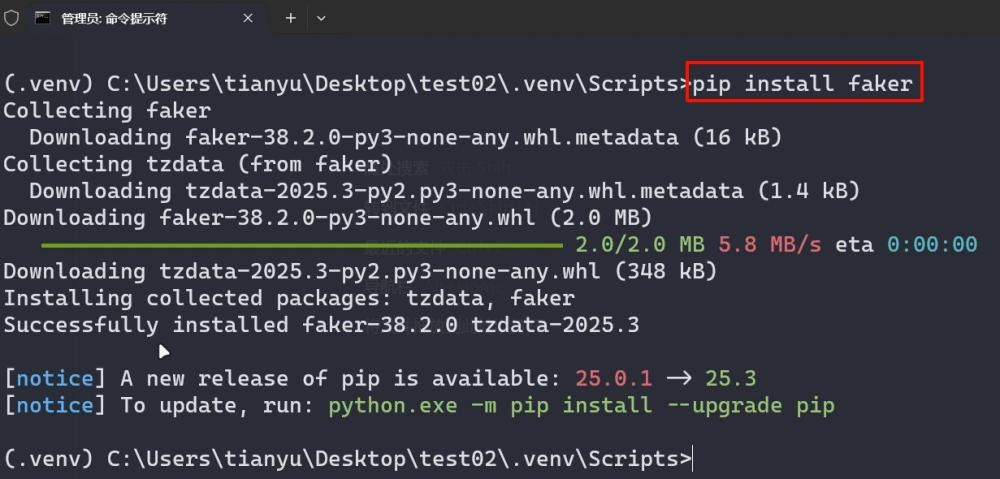 管理员: 命令提示符
(.venv) C:\Users\tianyu\Desktop\test02\.venv\Scripts>pip install faker
Collecting faker
  Downloading faker-38.2.0-py3-none-any.whl.metadata (16 kB)
Collecting tzdata (from faker)
  Downloading tzdata-2025.3-py2.py3-none-any.whl.metadata (1.4 kB)
Downloading faker-38.2.0-py3-none-any.whl (2.0 MB)
2.0/2.0 MB 5.8 MB/s eta 0:00:00
Downloading tzdata-2025.3-py2.py3-none-any.whl (348 kB)
Installing collected packages: tzdata, faker
Successfully installed faker-38.2.0 tzdata-2025.3
[notice] A new release of pip is available: 25.0.1 -> 25.3
[notice] To update, run: python.exe -m pip install --upgrade pip
(.venv) C:\Users\tianyu\Desktop\test02\.venv\Scripts>